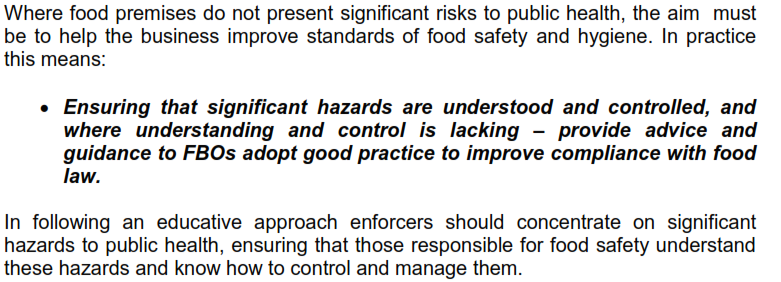 Where food premises do not present significant risks to public health, the aim must
be to help the business improve standards of food safety and hygiene. In practice
this means:
• Ensuring that significant hazards are understood and controlled, and
where understanding and control is lacking – provide advice and
guidance to FBOs adopt good practice to improve compliance with food
law.
In following an educative approach enforcers should concentrate on significant
hazards to public health, ensuring that those responsible for food safety understand
these hazards and know how to control and manage them.